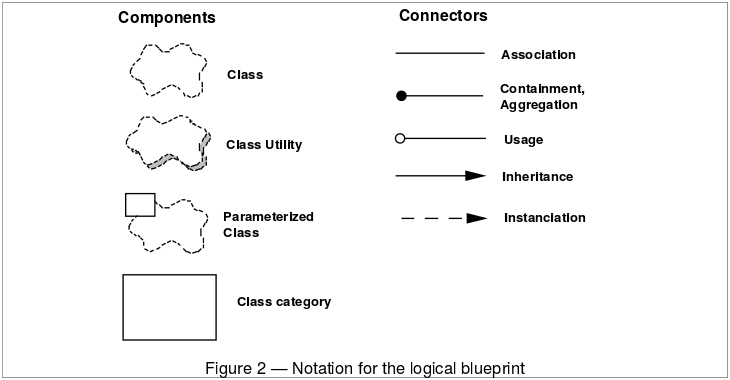 Components
Class
Class Utility
Parameterized
Class
Class category
Connectors
Association
Containment,
Aggregation
Usage
Inheritance
Instanciation
Figure 2 — Notation for the logical blueprint